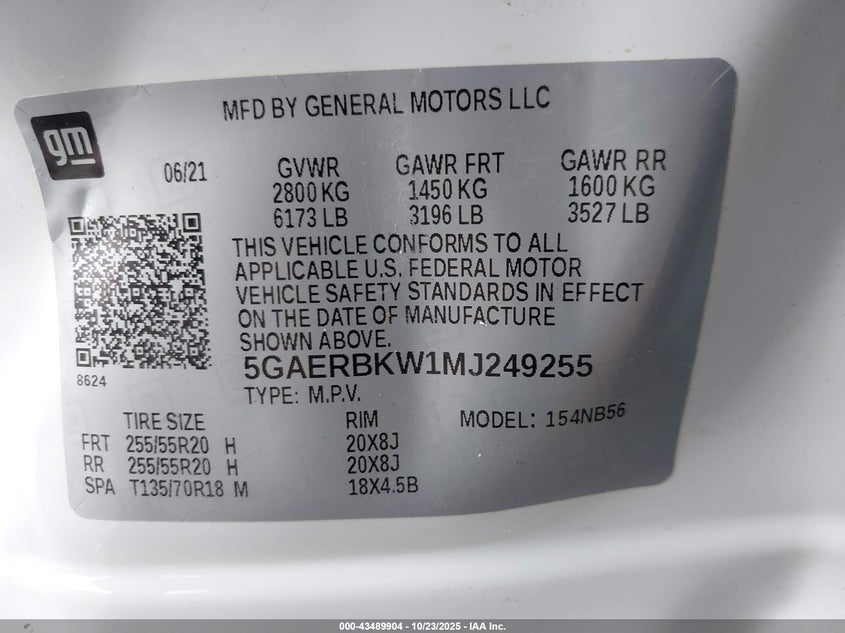 MFD BY GENERAL MOTORS LLC
gm
06/21 GVWR GAWR FRT GAWR RR
2800 KG 1450 KG 1600 KG
6173 LB 3196 LB 3527 LB
THIS VEHICLE CONFORMS TO ALL
APPLICABLE U.S. FEDERAL MOTOR
VEHICLE SAFETY STANDARDS IN EFFECT
ON THE DATE OF MANUFACTURE
SHOWN ABOVE.
8624
5GAERBKW1MJ249255
TYPE: M.P.V.
TIRE SIZE RIM MODEL: 154NB56
FRT 255/55R20 H 20X8J
RR 255/55R20 H 20X8J
SPA T135/70R18 M 18X4.5B
000-43489904 - 10/23/2025 - IAA Inc.